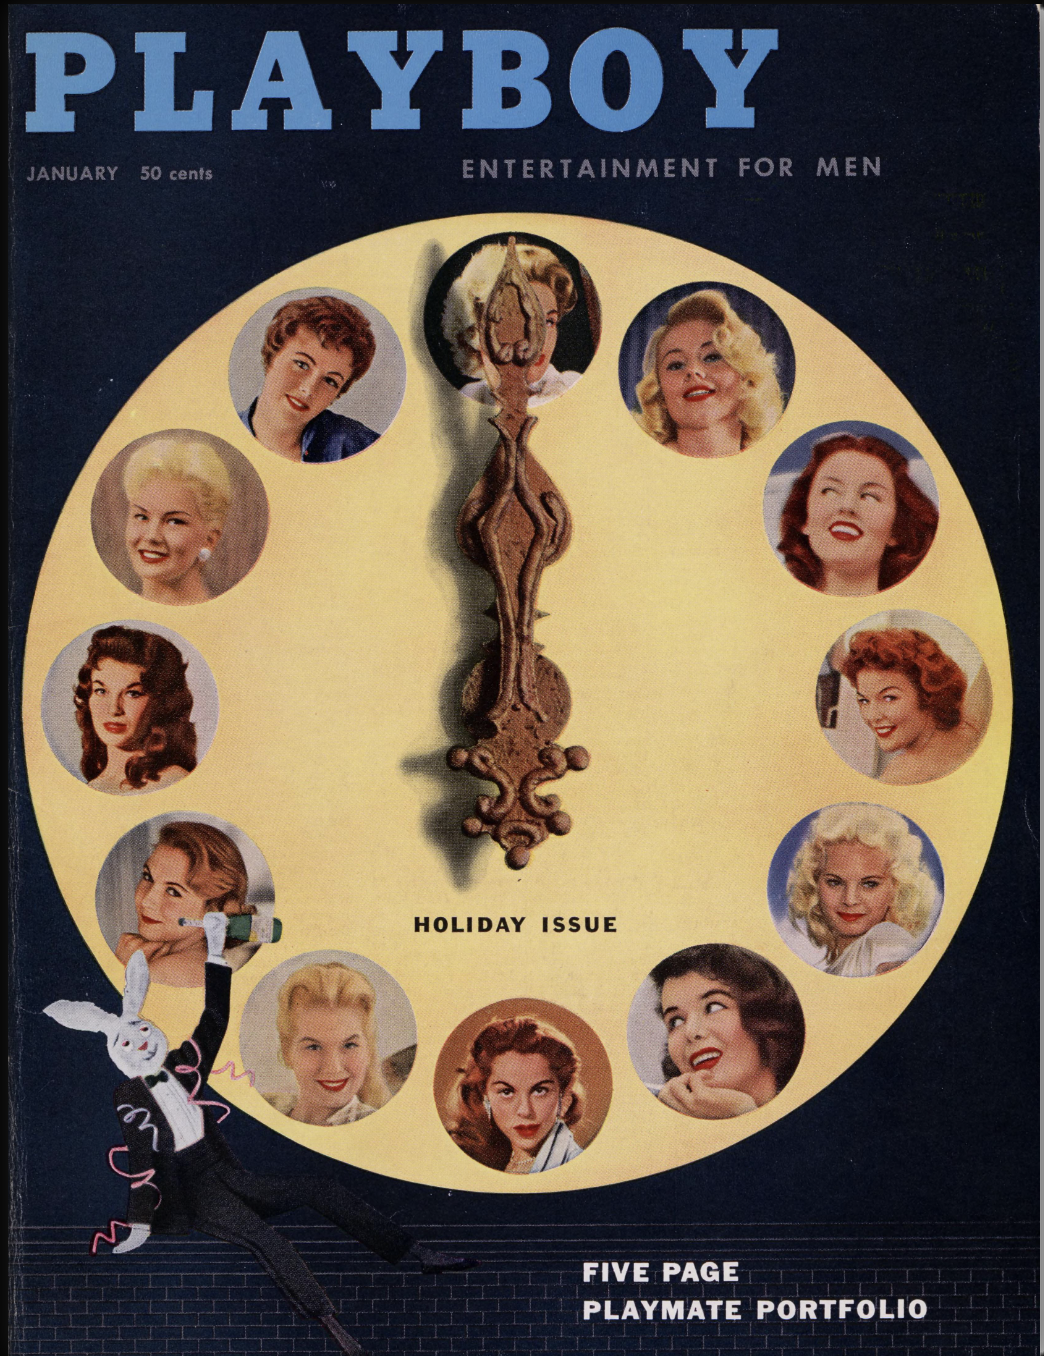 PLAYBOY
JANUARY 50 cents
ENTERTAINMENT FOR MEN
HOLIDAY ISSUE
FIVE PAGE
PLAYMATE PORTFOLIO